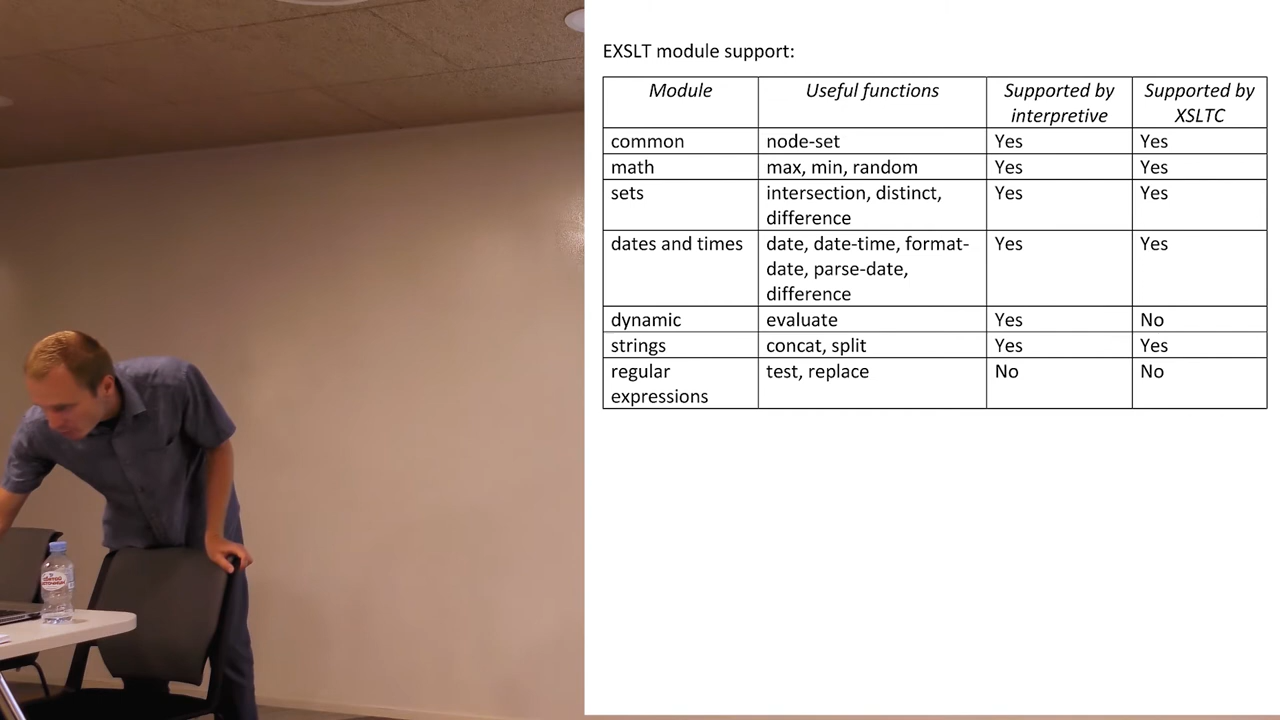 EXSLT module support:
Module Useful functions Supported by interpretive Supported by XSLTC
common node-set Yes Yes
math max, min, random Yes Yes
sets intersection, distinct, difference Yes Yes
dates and times date, date-time, format-date, parse-date, difference Yes Yes
dynamic evaluate Yes No
strings concat, split Yes Yes
regular expressions test, replace No No